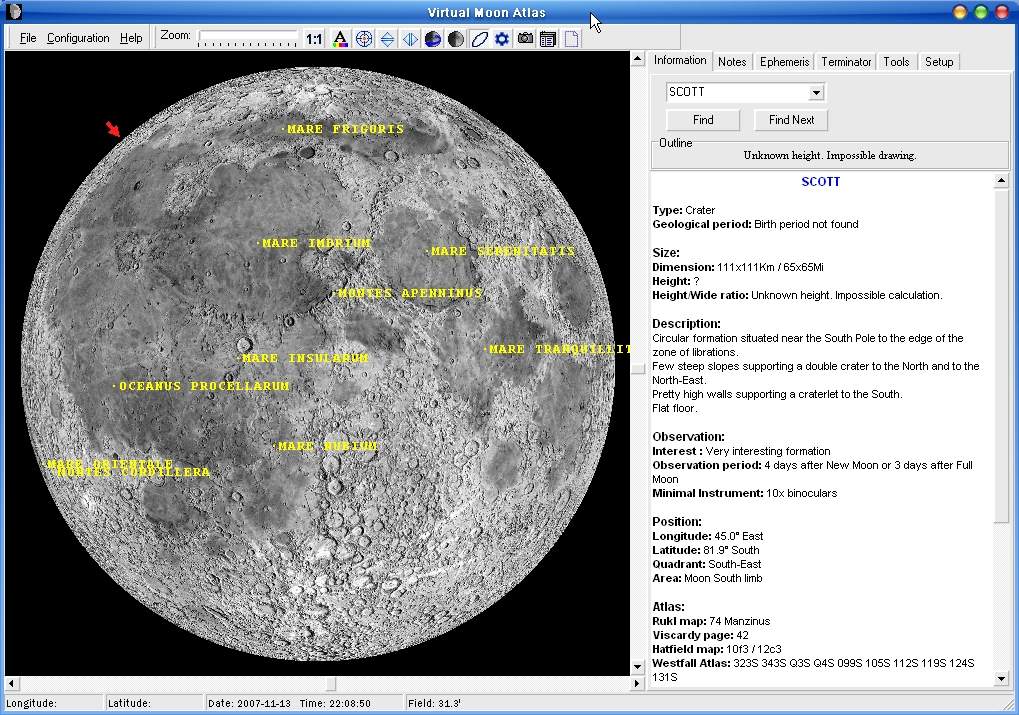 Virtual Moon Atlas
File Configuration Help Zoom: 1:1 A
Information Notes Ephemeris Terminator Tools Setup
SCOTT
Find Find Next
Outline
Unknown height. Impossible drawing.
SCOTT
Type: Crater
Geological period: Birth period not found
Size:
Dimension: 111x111Km / 65x65Mi
Height: ?
Height/Wide ratio: Unknown height. Impossible calculation.
Description:
Circular formation situated near the South Pole to the edge of the
zone of librations.
Few steep slopes supporting a double crater to the North and to the
North-East.
Pretty high walls supporting a craterlet to the South.
Flat floor.
Observation:
Interest : Very interesting formation
Observation period: 4 days after New Moon or 3 days after Full
Moon
Minimal Instrument: 10x binoculars
Position:
Longitude: 45.0° East
Latitude: 81.9° South
Quadrant: South-East
Area: Moon South limb
Atlas:
Rukl map: 74 Manzinus
Viscardy page: 42
Hatfield map: 10f3 / 12c3
Westfall Atlas: 323S 343S Q3S Q4S 099S 105S 112S 119S 124S
131S
MARE FRIGORIS
MARE IMBRIUM
MARE SERENITATIS
MONTES APENNINUS
MARE TRANQUILLIT
MARE INSULARUM
OCEANUS PROCELLARUM
MARE NUBIUM
MARE ORIENTALE
MONTES CORDILLERA
Longitude: Latitude: Date: 2007-11-13 Time: 22:08:50 Field: 31.3'